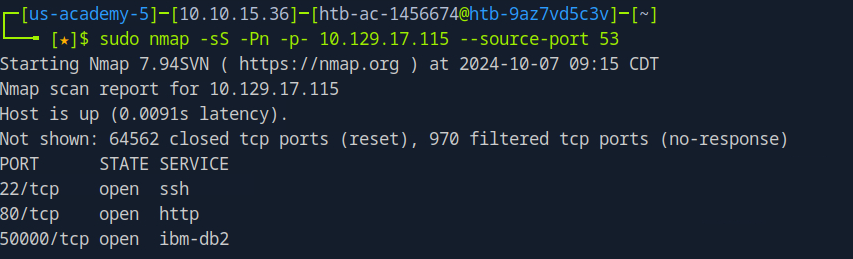 ┌─[us-academy-5]─[10.10.15.36]─[htb-ac-1456674@htb-9az7vd5c3v]─[~]
└──╼ [★]$ sudo nmap -sS -Pn -p- 10.129.17.115 --source-port 53
Starting Nmap 7.94SVN ( https://nmap.org ) at 2024-10-07 09:15 CDT
Nmap scan report for 10.129.17.115
Host is up (0.0091s latency).
Not shown: 64562 closed tcp ports (reset), 970 filtered tcp ports (no-response)
PORT      STATE SERVICE
22/tcp    open  ssh
80/tcp    open  http
50000/tcp open  ibm-db2